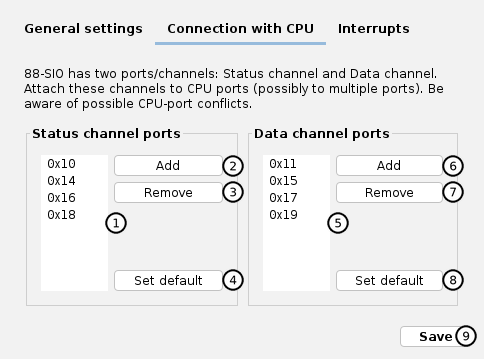 General settings Connection with CPU Interrupts
88-SIO has two ports/channels: Status channel and Data channel.
Attach these channels to CPU ports (possibly to multiple ports). Be
aware of possible CPU-port conflicts.
Status channel ports
0x10
0x14
0x16
0x18
1
Add 2
Remove 3
Set default 4
Data channel ports
0x11
0x15
0x17
0x19
5
Add 6
Remove 7
Set default 8
Save 9